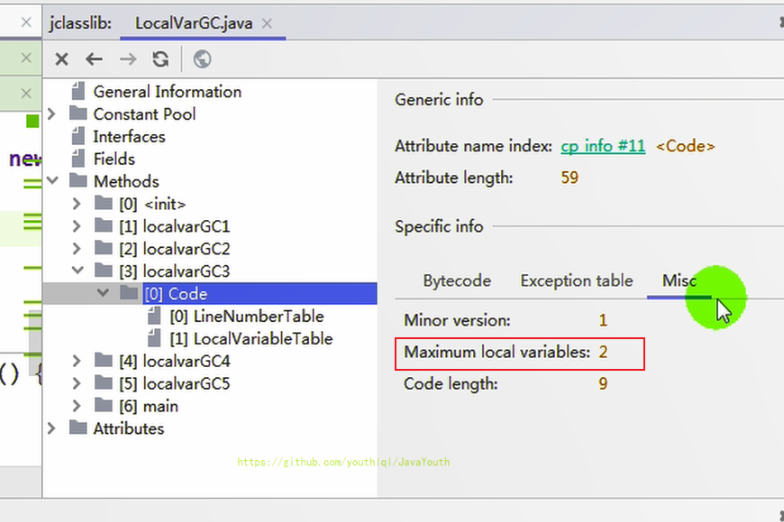 jclasslib: LocalVarGC.java
General Information
Constant Pool
Interfaces
Fields
Methods
[0] <init>
[1] localvarGC1
[2] localvarGC2
[3] localvarGC3
[0] Code
[0] LineNumberTable
[1] LocalVariableTable
[4] localvarGC4
[5] localvarGC5
[6] main
Attributes
Generic info
Attribute name index: cp info #11 <Code>
Attribute length: 59
Specific info
Bytecode Exception table Misc
Minor version: 1
Maximum local variables: 2
Code length: 9
new
() {
https://github.com/youthlql/JavaYouth